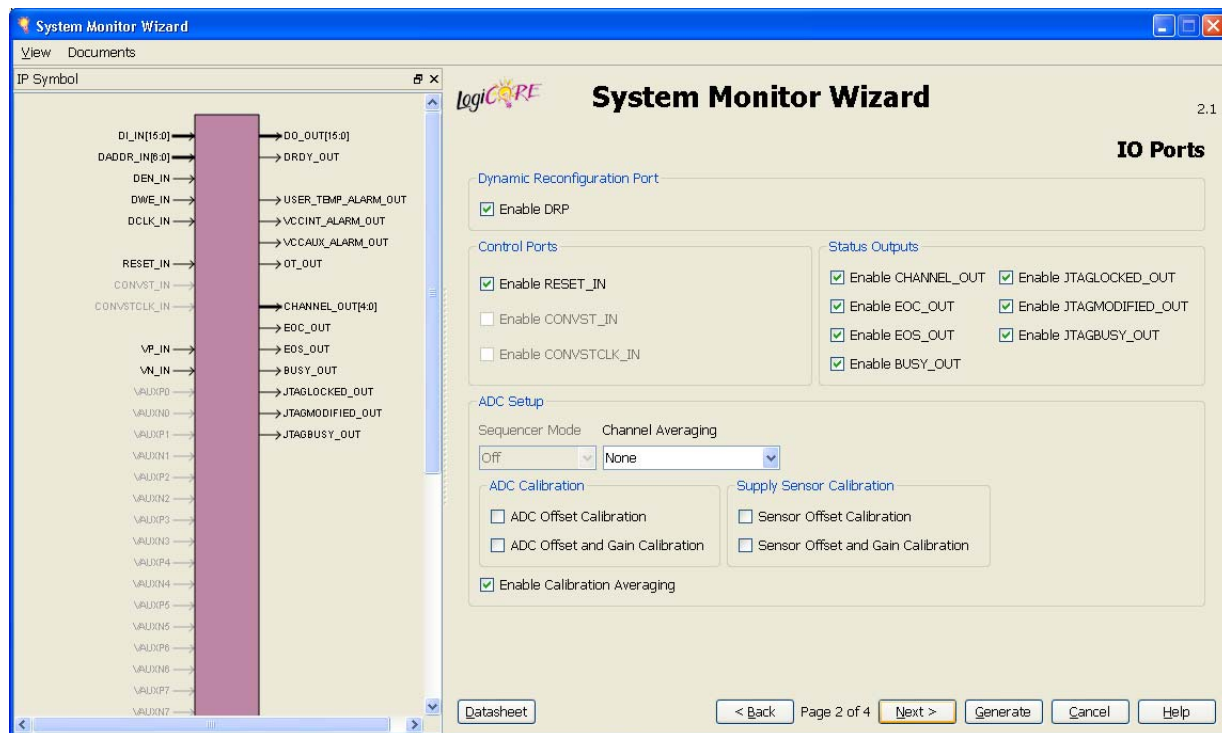 System Monitor Wizard
View Documents
IP Symbol
DI_IN[15:0]
DADDR_IN[6:0]
DEN_IN
DWE_IN
DCLK_IN
RESET_IN
CONVST_IN
CONVSTCLK_IN
VP_IN
VN_IN
VAUXP0
VAUXN0
VAUXP1
VAUXN1
VAUXP2
VAUXN2
VAUXP3
VAUXN3
VAUXP4
VAUXN4
VAUXP5
VAUXN5
VAUXP6
VAUXN6
VAUXP7
VAUXN7
DO_OUT[15:0]
DRDY_OUT
USER_TEMP_ALARM_OUT
VCCINT_ALARM_OUT
VCCAUX_ALARM_OUT
OT_OUT
CHANNEL_OUT[4:0]
EOC_OUT
EOS_OUT
BUSY_OUT
JTAGLOCKED_OUT
JTAGMODIFIED_OUT
JTAGBUSY_OUT
LogiCORE
System Monitor Wizard
2.1
IO Ports
Dynamic Reconfiguration Port
Enable DRP
Control Ports
Enable RESET_IN
Enable CONVST_IN
Enable CONVSTCLK_IN
Status Outputs
Enable CHANNEL_OUT Enable JTAGLOCKED_OUT
Enable EOC_OUT Enable JTAGMODIFIED_OUT
Enable EOS_OUT Enable JTAGBUSY_OUT
Enable BUSY_OUT
ADC Setup
Sequencer Mode Channel Averaging
Off None
ADC Calibration
ADC Offset Calibration
ADC Offset and Gain Calibration
Supply Sensor Calibration
Sensor Offset Calibration
Sensor Offset and Gain Calibration
Enable Calibration Averaging
Datasheet < Back Page 2 of 4 Next > Generate Cancel Help